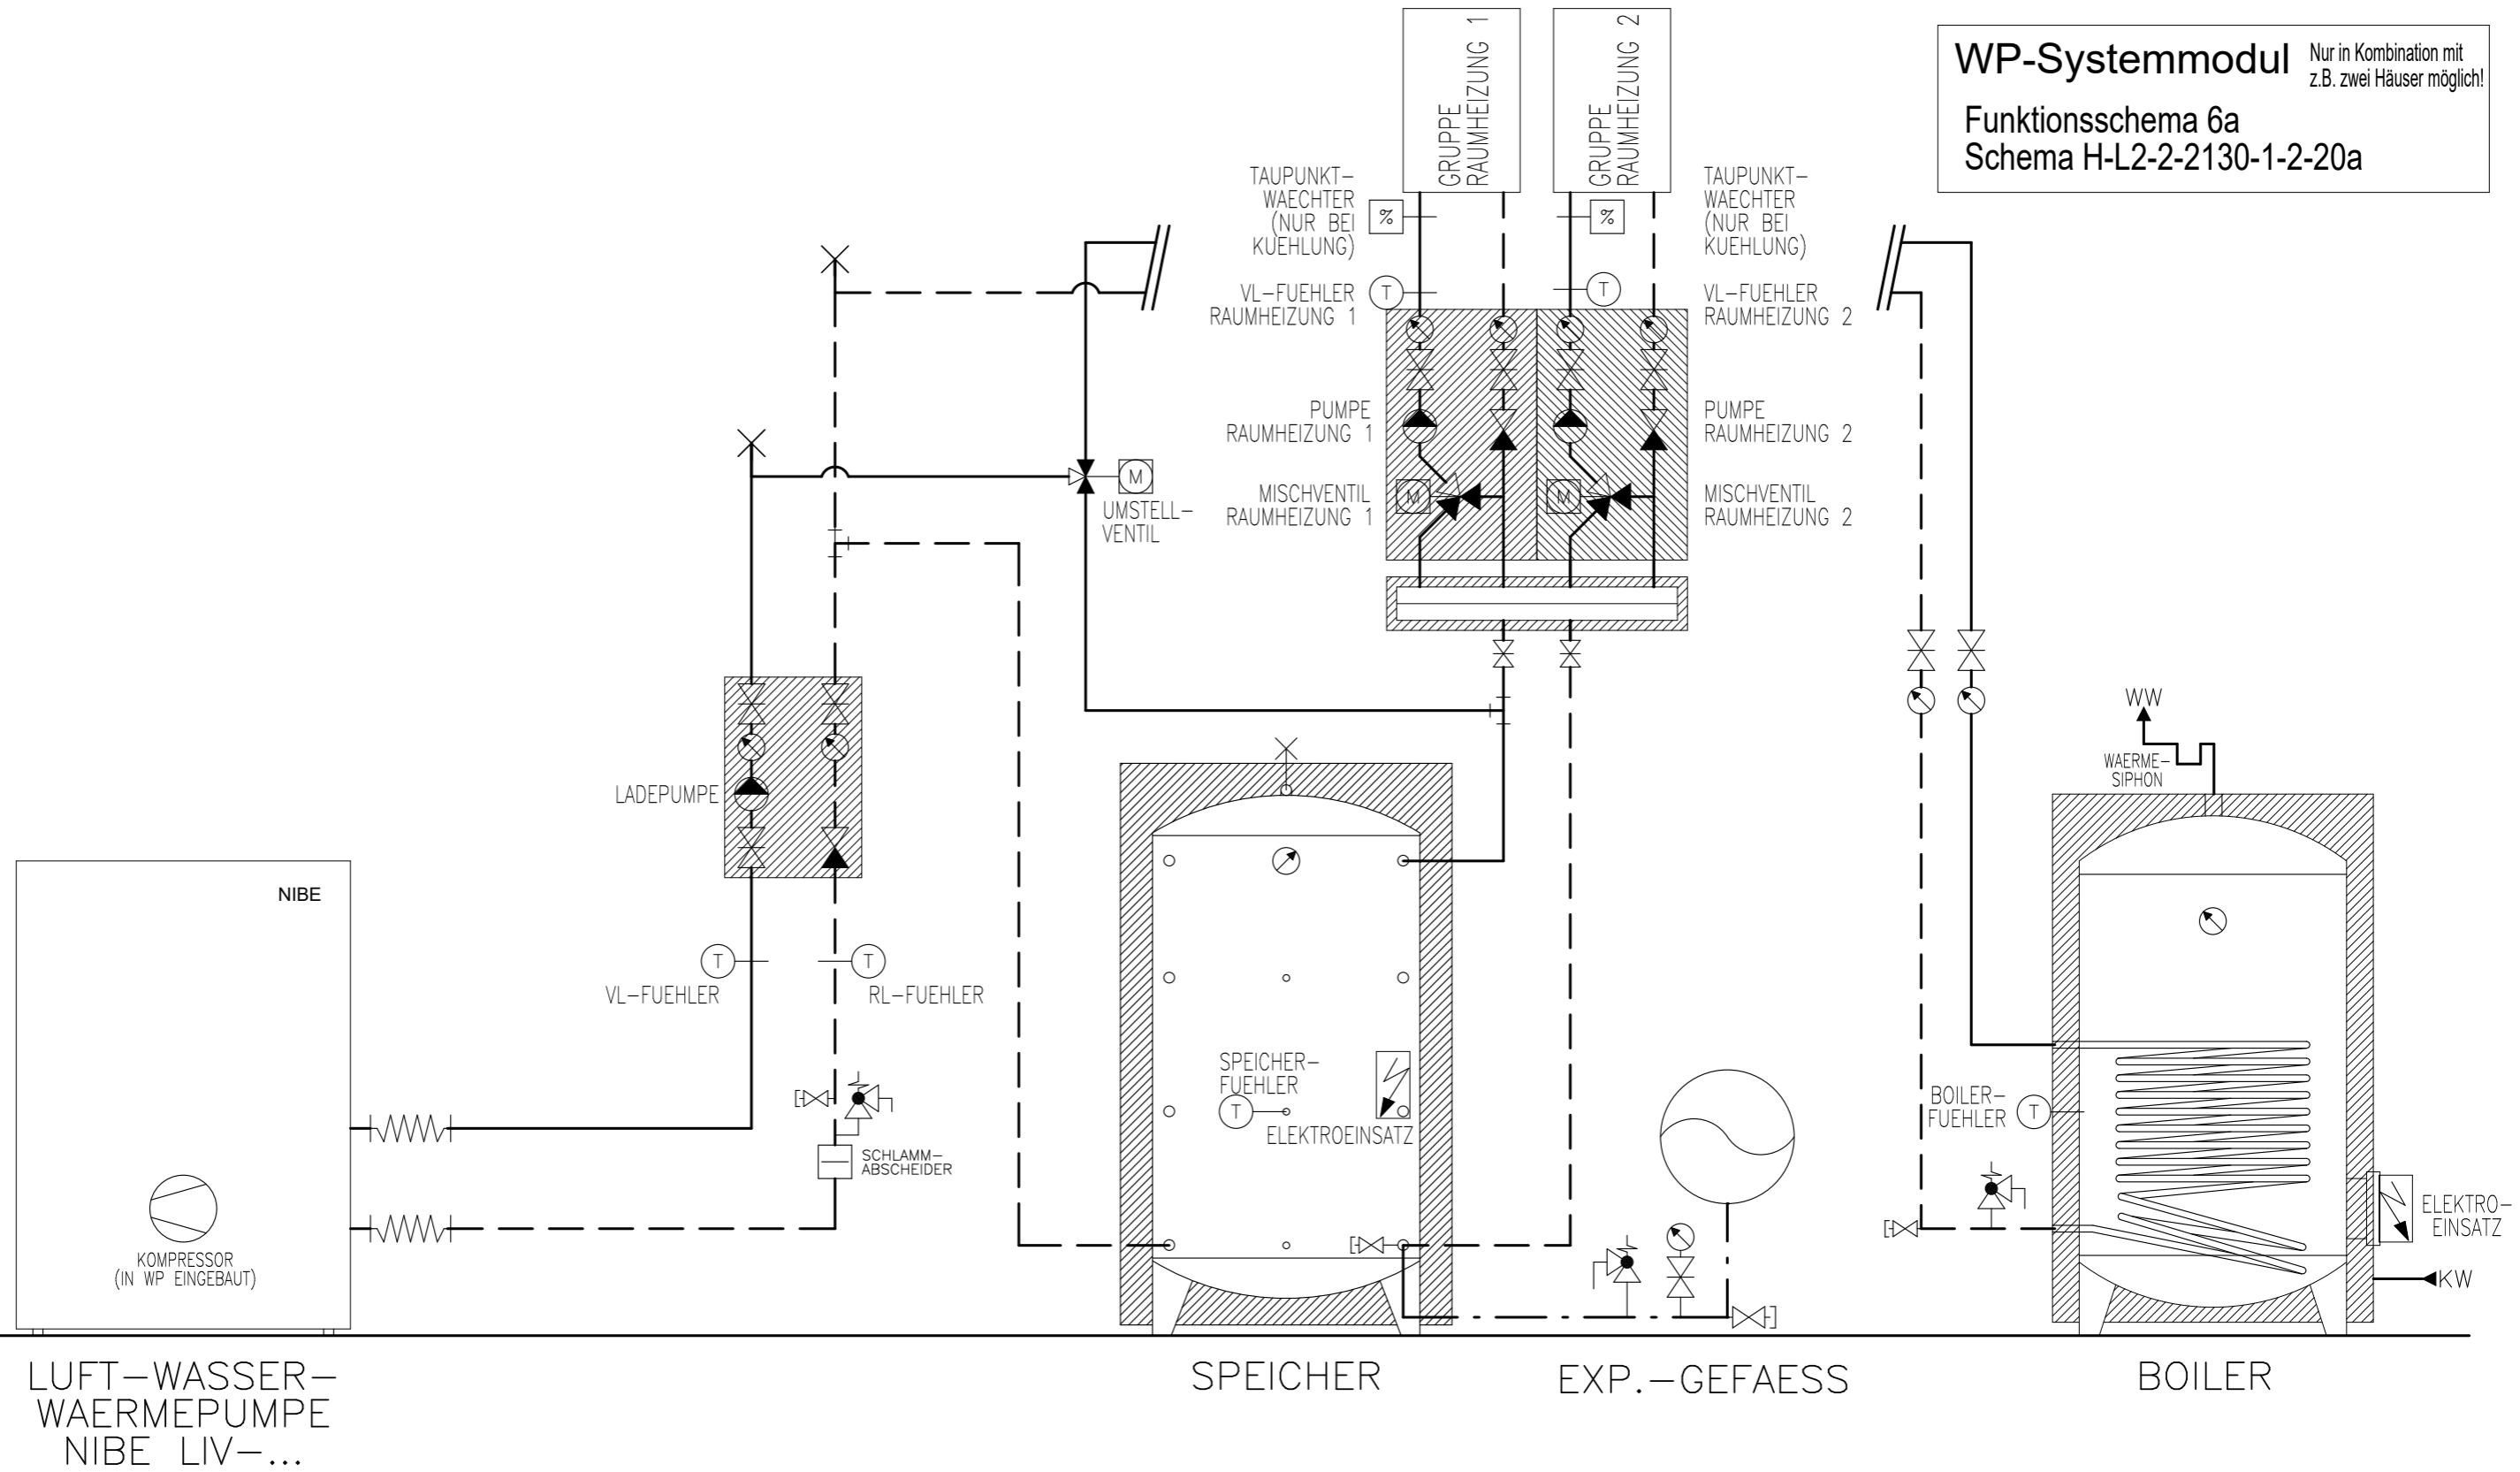 WP-Systemmodul
Nur in Kombination mit
z.B. zwei Häuser möglich!
Funktionsschema 6a
Schema H-L2-2-2130-1-2-20a
GRUPPE
RAUMHEIZUNG 1
GRUPPE
RAUMHEIZUNG 2
TAUPUNKT-
WAECHTER
(NUR BEI
KUEHLUNG)
%
%
TAUPUNKT-
WAECHTER
(NUR BEI
KUEHLUNG)
VL-FUEHLER
RAUMHEIZUNG 1
T
T
VL-FUEHLER
RAUMHEIZUNG 2
PUMPE
RAUMHEIZUNG 1
PUMPE
RAUMHEIZUNG 2
M
UMSTELL-
VENTIL
MISCHVENTIL
RAUMHEIZUNG 1
M
M
MISCHVENTIL
RAUMHEIZUNG 2
LADEPUMPE
WW
WAERME-
SIPHON
NIBE
T
VL-FUEHLER
T
RL-FUEHLER
SPEICHER-
FUEHLER
T
ELEKTROEINSATZ
BOILER-
FUEHLER
T
SCHLAMM-
ABSCHEIDER
ELEKTRO-
EINSATZ
KOMPRESSOR
(IN WP EINGEBAUT)
KW
LUFT-WASSER-
WAERMEPUMPE
NIBE LIV-...
SPEICHER
EXP.-GEFAESS
BOILER